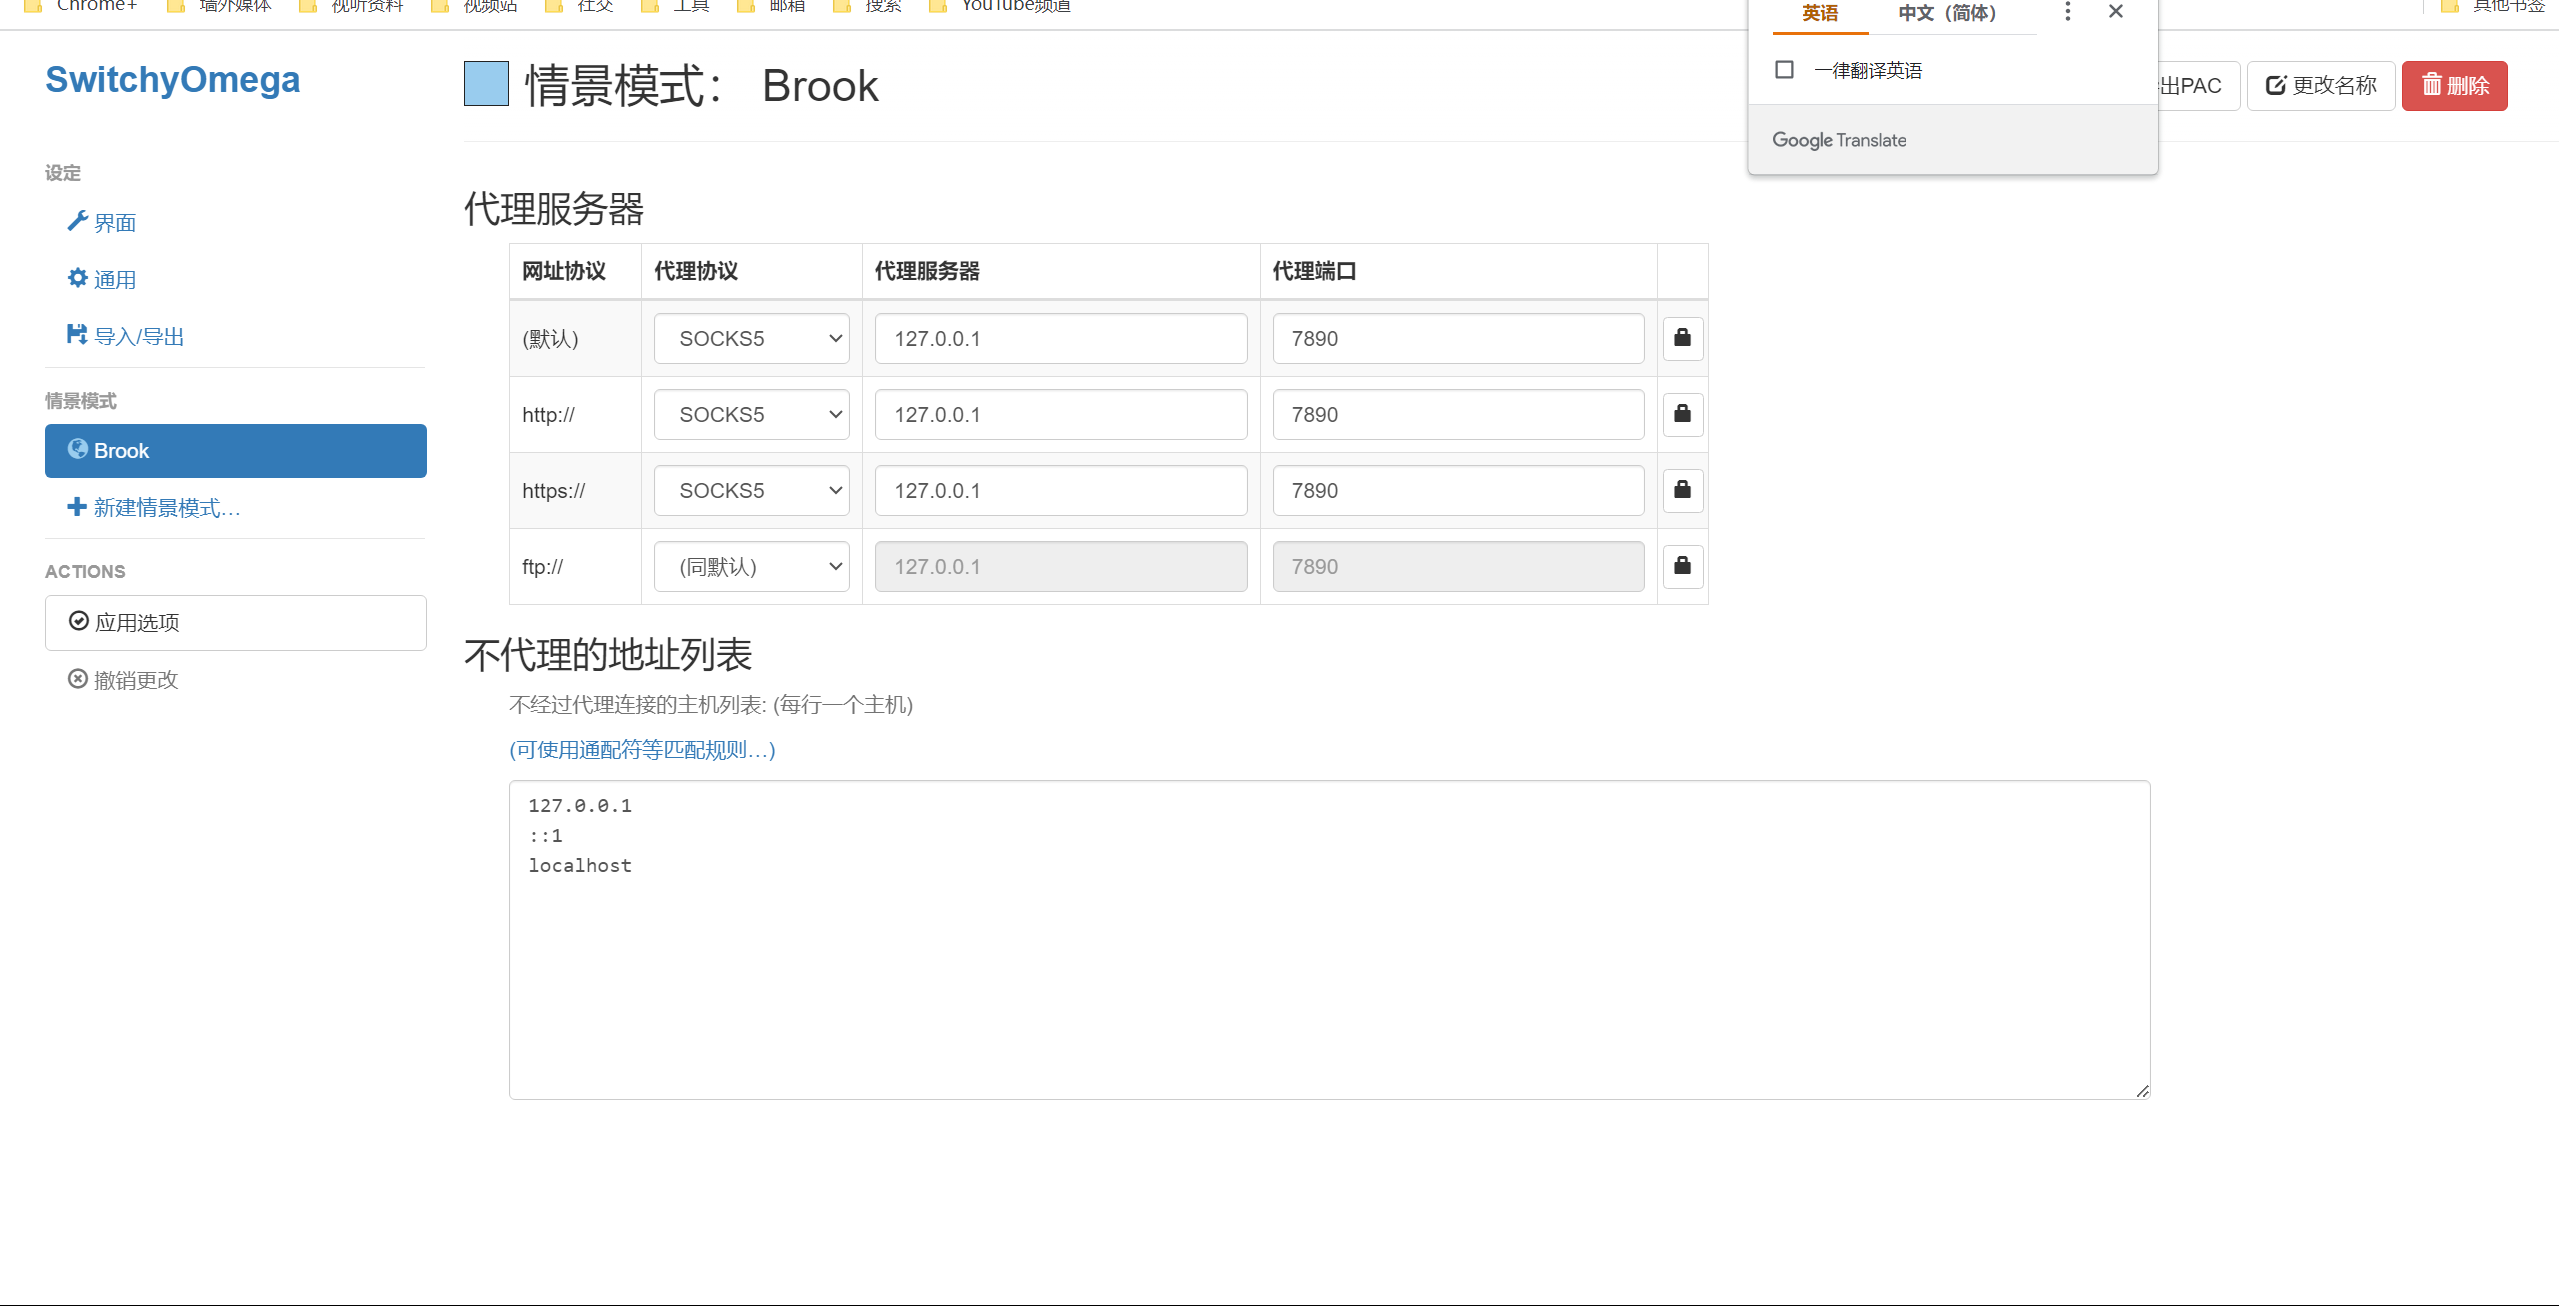 Chrome+ 墙外媒体 视听资料 视频站 社交 工具 邮箱 搜索 YouTube频道 其他书签
英语 中文（简体）
一律翻译英语
Google Translate
SwitchyOmega
情景模式： Brook
出PAC 更改名称 删除
设定
界面
通用
导入/导出
情景模式
Brook
新建情景模式…
ACTIONS
应用选项
撤销更改
代理服务器
网址协议 代理协议 代理服务器 代理端口
(默认) SOCKS5 127.0.0.1 7890
http:// SOCKS5 127.0.0.1 7890
https:// SOCKS5 127.0.0.1 7890
ftp:// (同默认) 127.0.0.1 7890
不代理的地址列表
不经过代理连接的主机列表: (每行一个主机)
(可使用通配符等匹配规则…)
127.0.0.1
::1
localhost